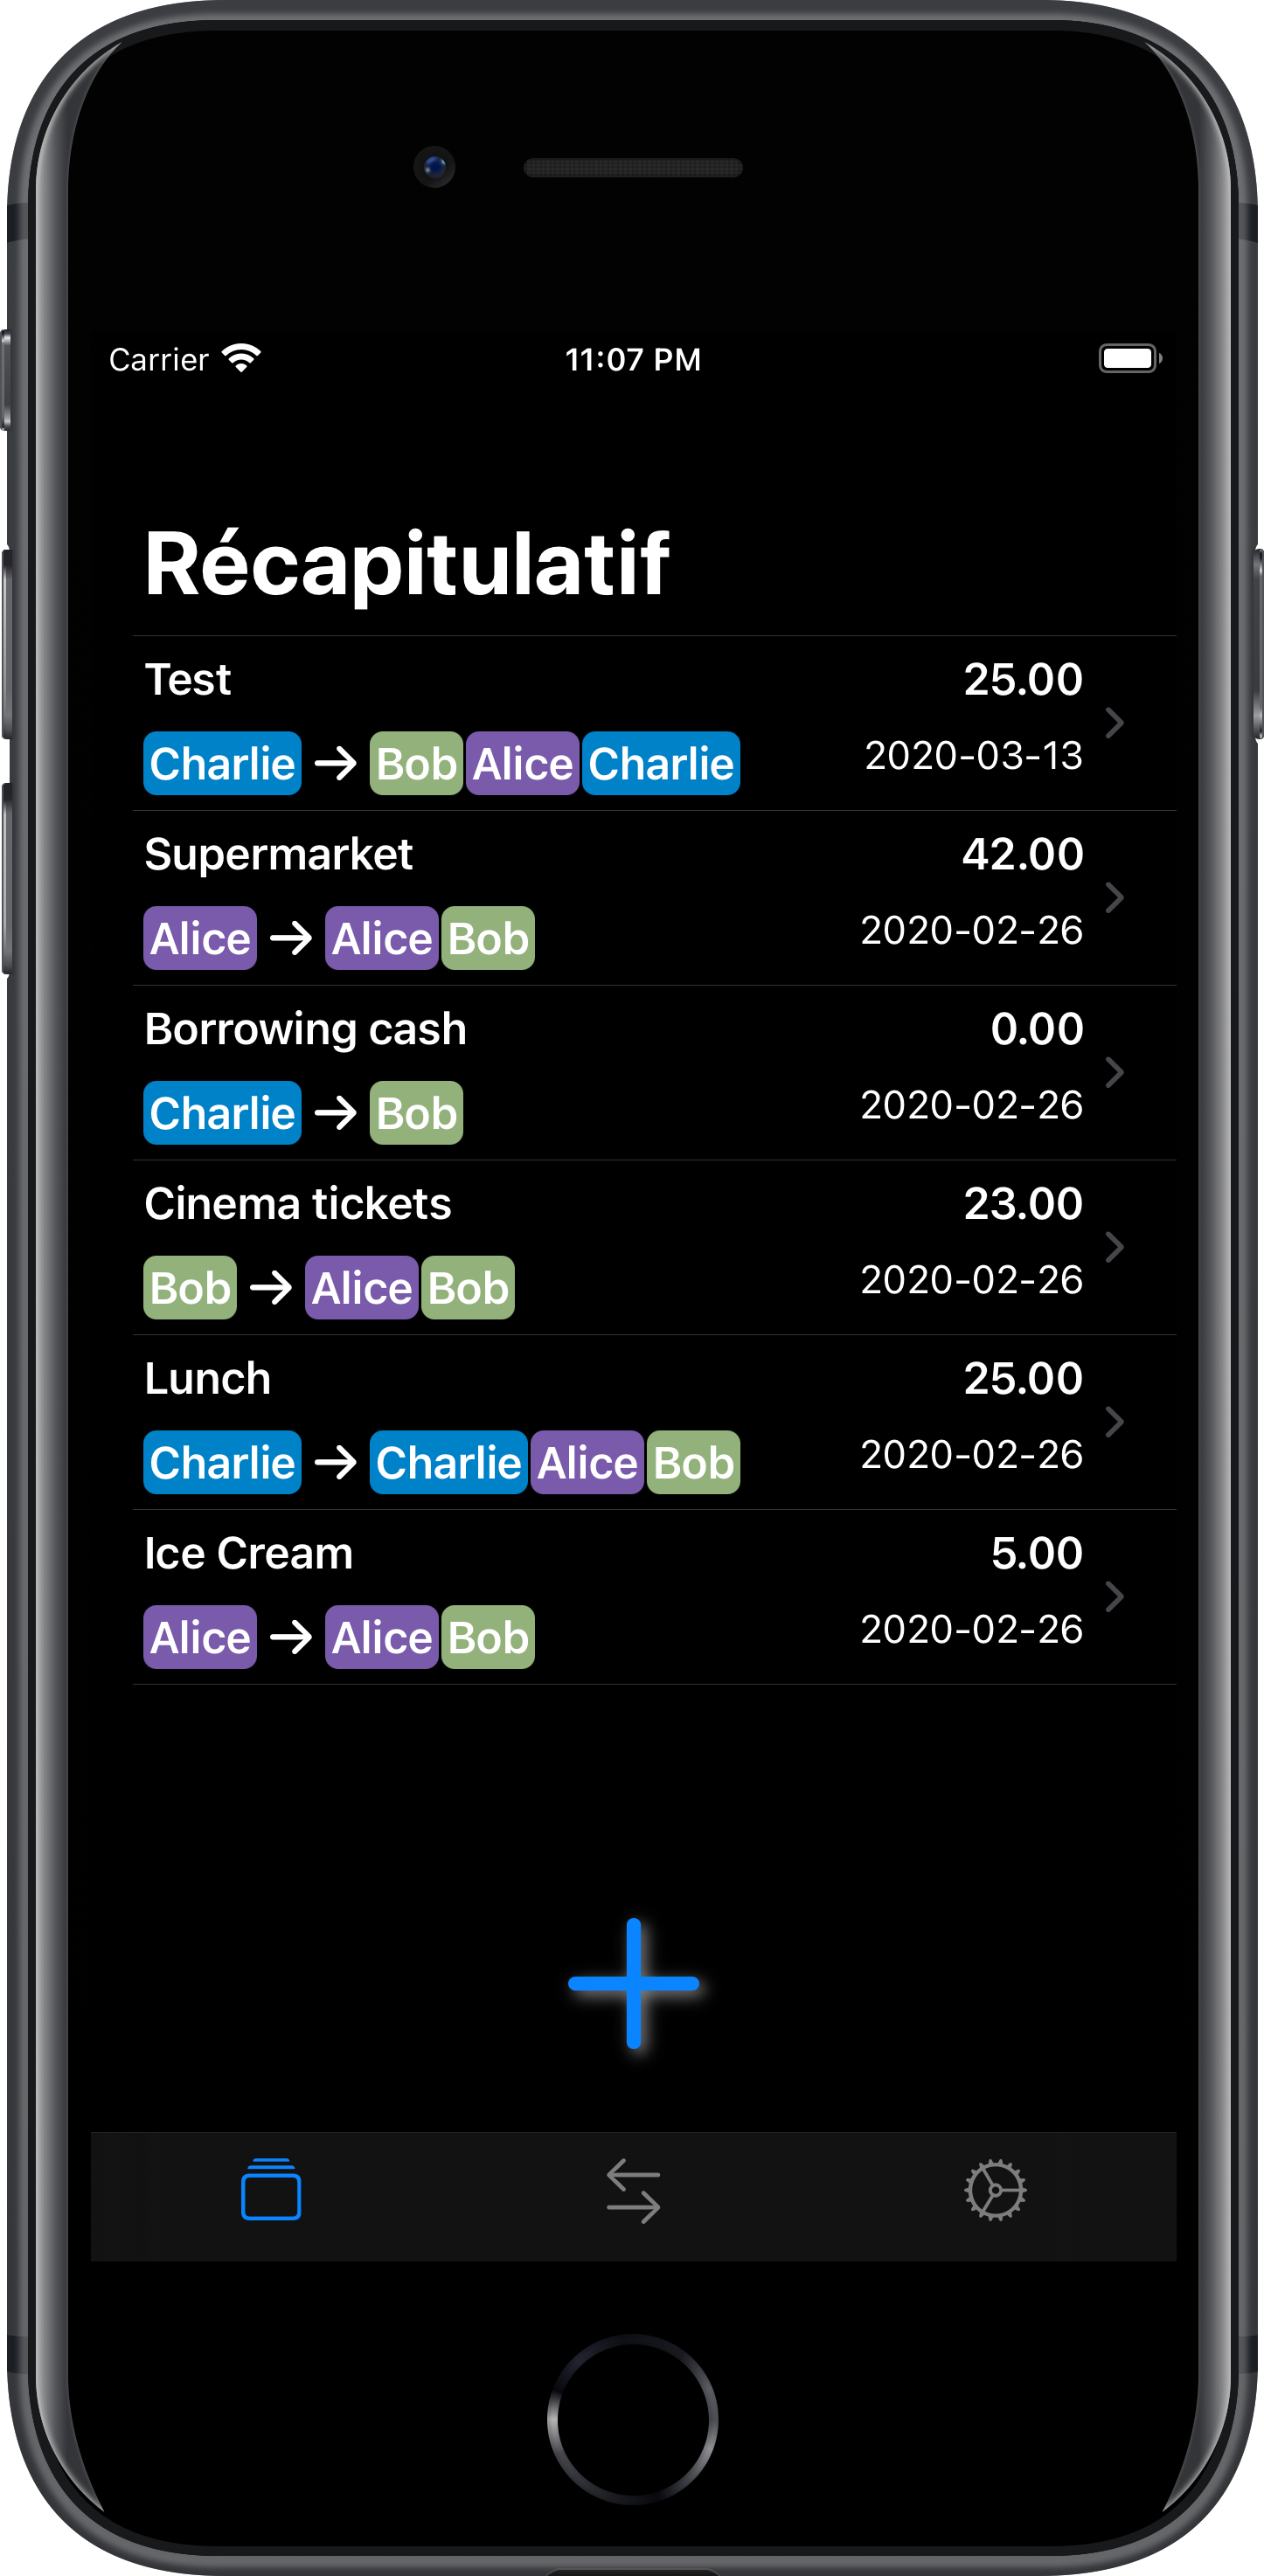 Carrier 11:07 PM
Récapitulatif
Test 25.00
Charlie → Bob Alice Charlie 2020-03-13
Supermarket 42.00
Alice → Alice Bob 2020-02-26
Borrowing cash 0.00
Charlie → Bob 2020-02-26
Cinema tickets 23.00
Bob → Alice Bob 2020-02-26
Lunch 25.00
Charlie → Charlie Alice Bob 2020-02-26
Ice Cream 5.00
Alice → Alice Bob 2020-02-26